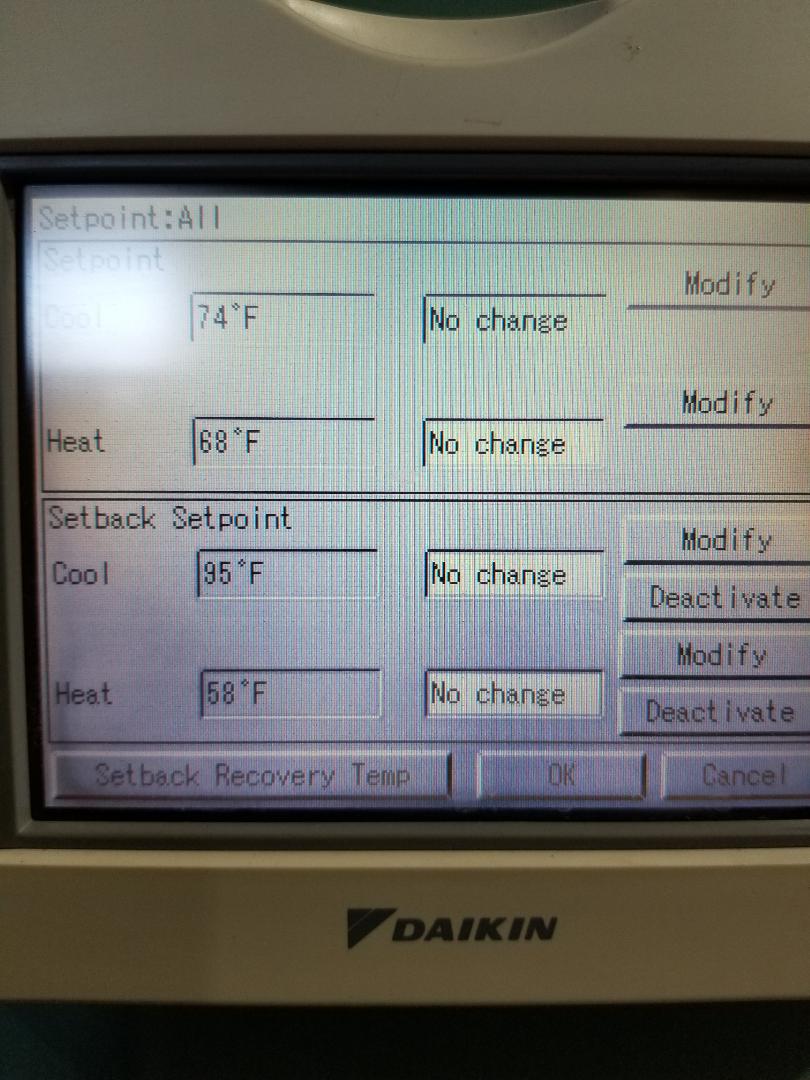 Setpoint:All
Setpoint
Modify
Cool 74°F No change
Modify
Heat 68°F No change
Setback Setpoint
Modify
Cool 95°F No change
Deactivate
Modify
Heat 58°F No change
Deactivate
Setback Recovery Temp OK Cancel
DAIKIN